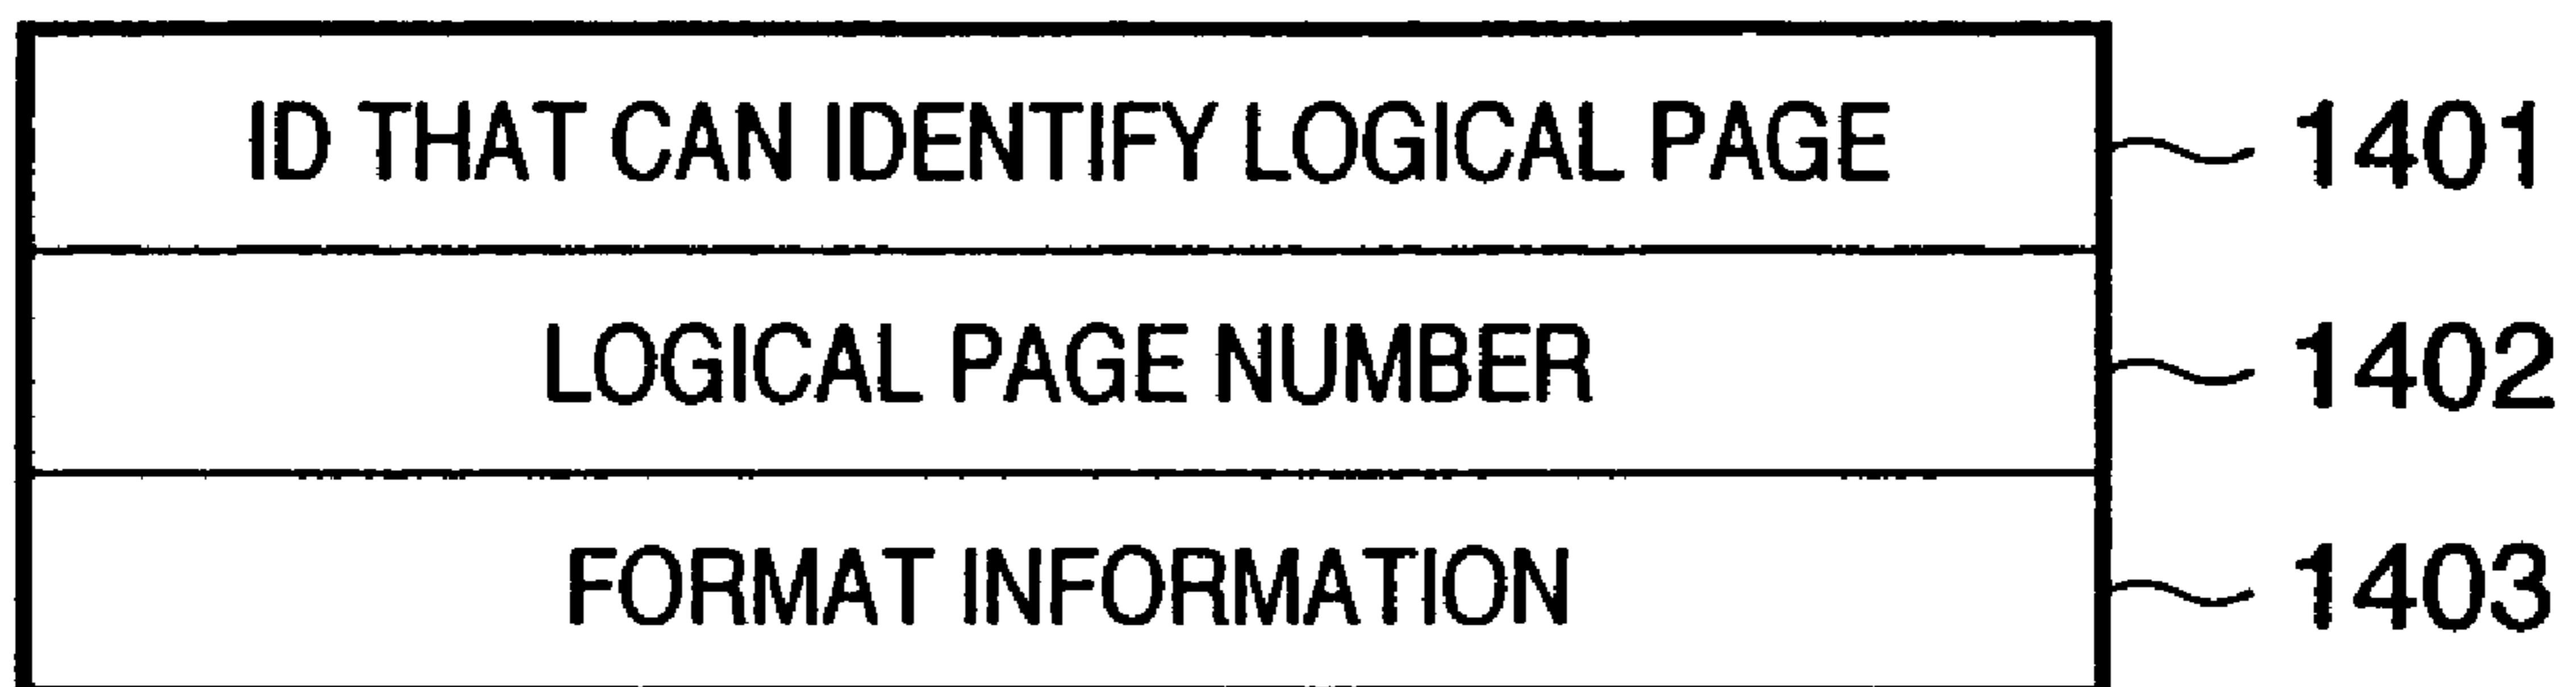 ID THAT CAN IDENTIFY LOGICAL PAGE 1401
LOGICAL PAGE NUMBER 1402
FORMAT INFORMATION 1403